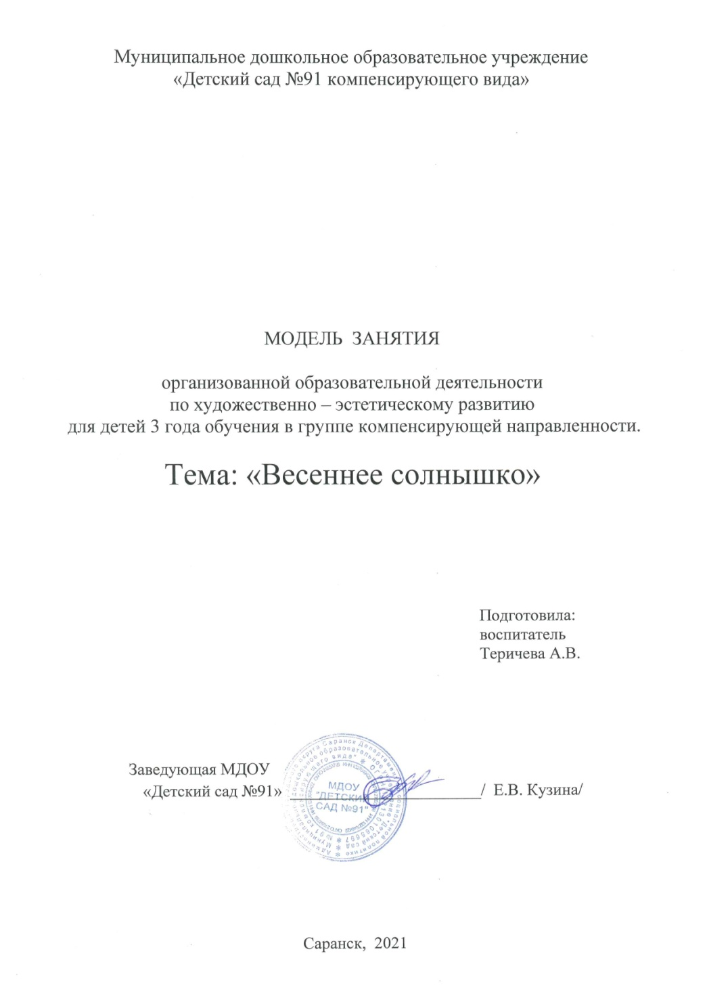 Муниципальное дошкольное образовательное учреждение
«Детский сад №91 компенсирующего вида»
МОДЕЛЬ ЗАНЯТИЯ
организованной образовательной деятельности
по художественно – эстетическому развитию
для детей 3 года обучения в группе компенсирующей направленности.
Тема: «Весеннее солнышко»
Подготовила:
воспитатель
Теричева А.В.
Заведующая МДОУ
«Детский сад №91» / Е.В. Кузина/
МДОУ
"ДЕТСКИЙ
САД №91"
Саранск, 2021